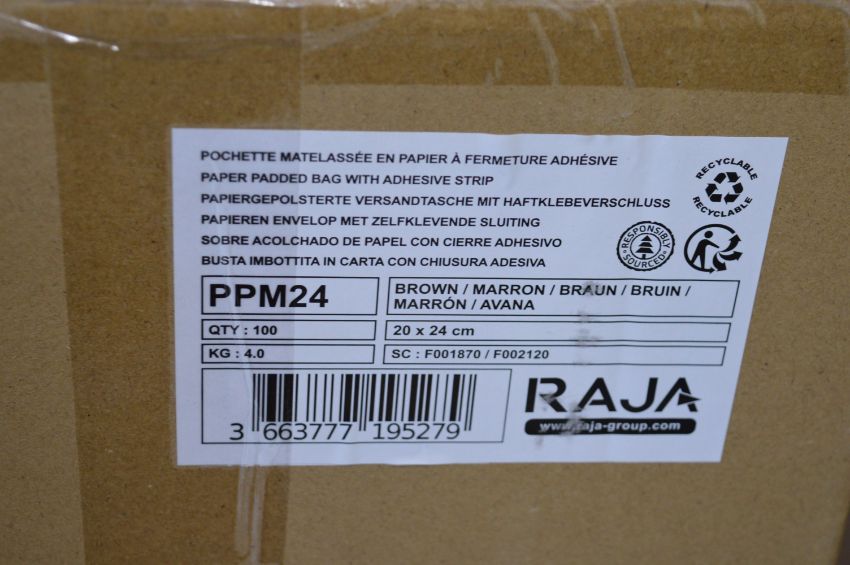 POCHETTE MATELASSÉE EN PAPIER À FERMETURE ADHÉSIVE
PAPER PADDED BAG WITH ADHESIVE STRIP
PAPIERGEPOLSTERTE VERSANDTASCHE MIT HAFTKLEBEVERSCHLUSS
PAPIEREN ENVELOP MET ZELFKLEVENDE SLUITING
SOBRE ACOLCHADO DE PAPEL CON CIERRE ADHESIVO
BUSTA IMBOTTITA IN CARTA CON CHIUSURA ADESIVA
RECYCLABLE
RECYCLABLE
RESPONSIBLY
SOURCED
PPM24
BROWN / MARRON / BRAUN / BRUIN /
MARRÓN / AVANA
QTY : 100
20 x 24 cm
KG : 4.0
SC : F001870 / F002120
3 663777 195279
RAJA
www.raja-group.com